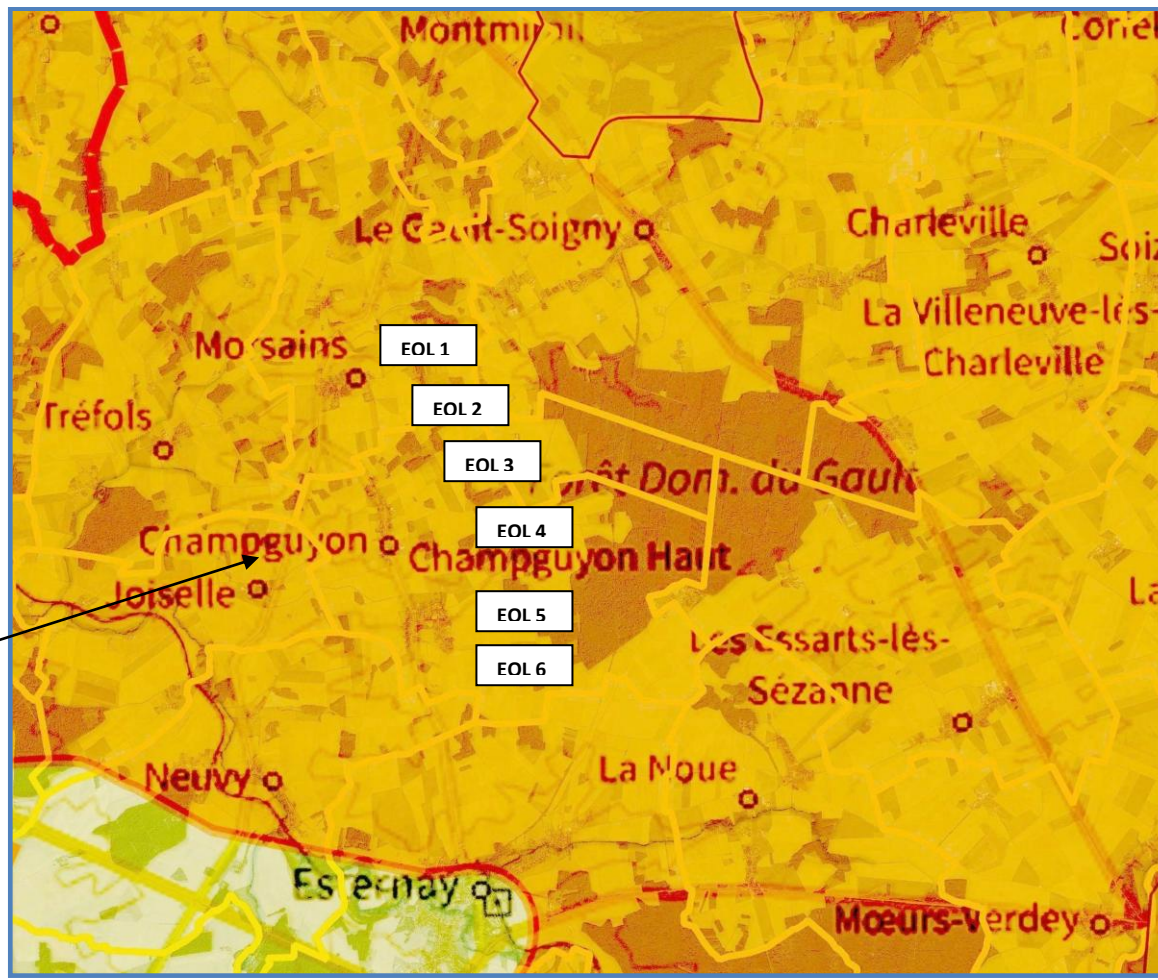 Montmirail
Le Gault-Soigny
Charleville
Soiz
La Villeneuve-lès-
Charleville
Morsains
EOL 1
EOL 2
Tréfols
EOL 3
Forêt Dom. du Gault
EOL 4
Champguyon
Champguyon Haut
Joiselle
EOL 5
La
Les Essarts-lès-
Sézanne
EOL 6
Neuvy
La Noue
Esternay
Mœurs-Verdey